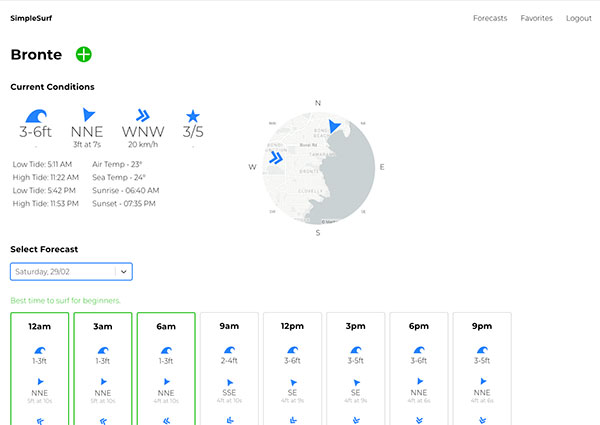 SimpleSurf Forecasts Favorites Logout
Bronte
Current Conditions
N
3-6ft NNE WNW 3/5
3ft at 7s 20 km/h
W E
S
Low Tide: 5:11 AM Air Temp - 23°
High Tide: 11:22 AM Sea Temp - 24°
Low Tide: 5:42 PM Sunrise - 06:40 AM
High Tide: 11:53 PM Sunset - 07:35 PM
Select Forecast
Saturday, 29/02
Best time to surf for beginners.
12am 3am 6am 9am 12pm 3pm 6pm 9pm
1-3ft 1-3ft 1-3ft 2-4ft 3-6ft 3-5ft 3-6ft 3-5ft
NNE NNE NNE SSE SE SE NNE NNE
5ft at 10s 5ft at 10s 4ft at 10s 4ft at 10s 4ft at 9s 4ft at 9s 4ft at 6s 4ft at 6s